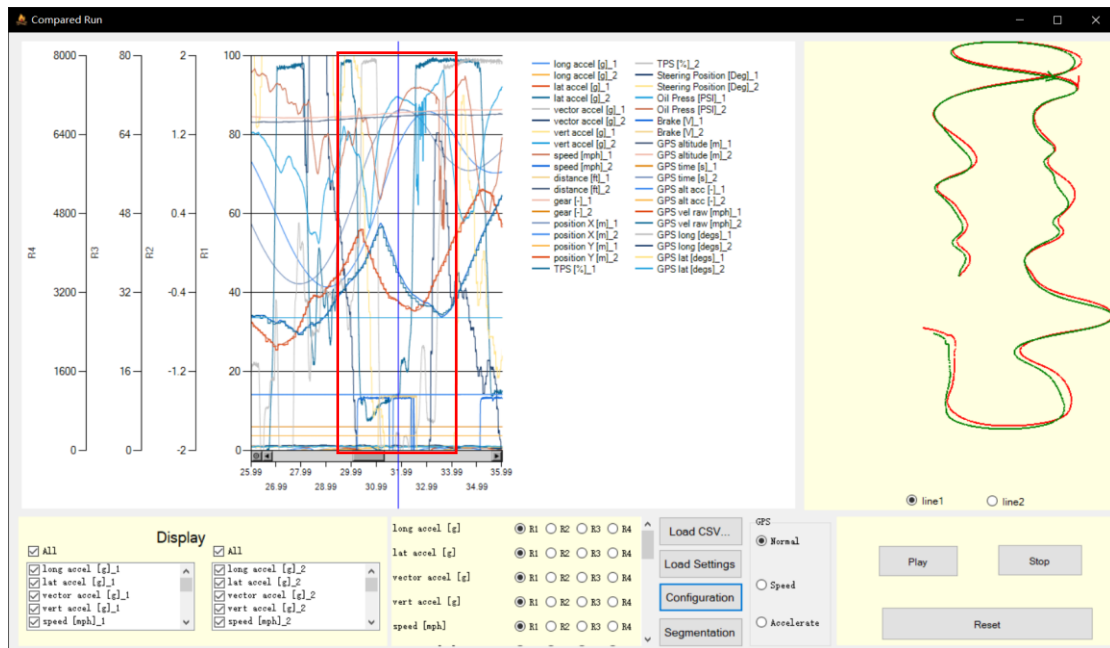 Compared Run
8000 80 2 100
6400 64 1.2 80
4800 48 0.4 60
R4 R3 R2 R1
3200 32 -0.4 40
1600 16 -1.2 20
0 0 -2 0
25.99 27.99 29.99 31.99 33.99 35.99
26.99 28.99 30.99 32.99 34.99
long accel [g]_1
long accel [g]_2
lat accel [g]_1
lat accel [g]_2
vector accel [g]_1
vector accel [g]_2
vert accel [g]_1
vert accel [g]_2
speed [mph]_1
speed [mph]_2
distance [ft]_1
distance [ft]_2
gear [-]_1
gear [-]_2
position X [m]_1
position X [m]_2
position Y [m]_1
position Y [m]_2
TPS [%]_1
TPS [%]_2
Steering Position [Deg]_1
Steering Position [Deg]_2
Oil Press [PSI]_1
Oil Press [PSI]_2
Brake [V]_1
Brake [V]_2
GPS altitude [m]_1
GPS altitude [m]_2
GPS time [s]_1
GPS time [s]_2
GPS alt acc [-]_1
GPS alt acc [-]_2
GPS vel raw [mph]_1
GPS vel raw [mph]_2
GPS long [degs]_1
GPS long [degs]_2
GPS lat [degs]_1
GPS lat [degs]_2
line1 line2
Display
All All
long accel [g]_1 long accel [g]_2
lat accel [g]_1 lat accel [g]_2
vector accel [g]_1 vector accel [g]_2
vert accel [g]_1 vert accel [g]_2
speed [mph]_1 speed [mph]_2
long accel [g] R1 R2 R3 R4
lat accel [g] R1 R2 R3 R4
vector accel [g] R1 R2 R3 R4
vert accel [g] R1 R2 R3 R4
speed [mph] R1 R2 R3 R4
Load CSV...
Load Settings
Configuration
Segmentation
GPS
Normal
Speed
Accelerate
Play Stop
Reset